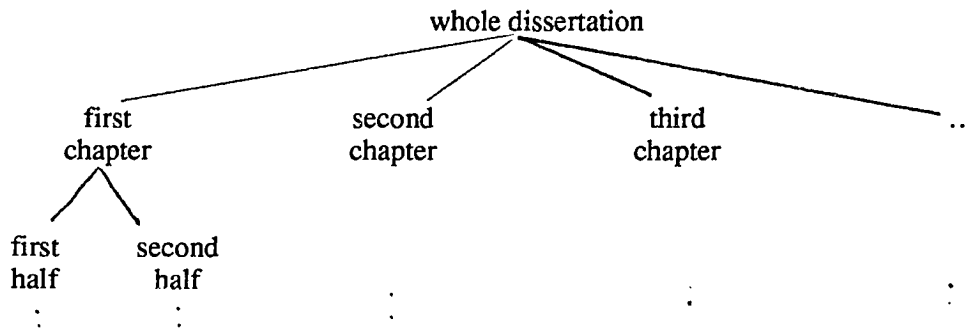 whole dissertation
first second third ..
chapter chapter chapter
first second
half half